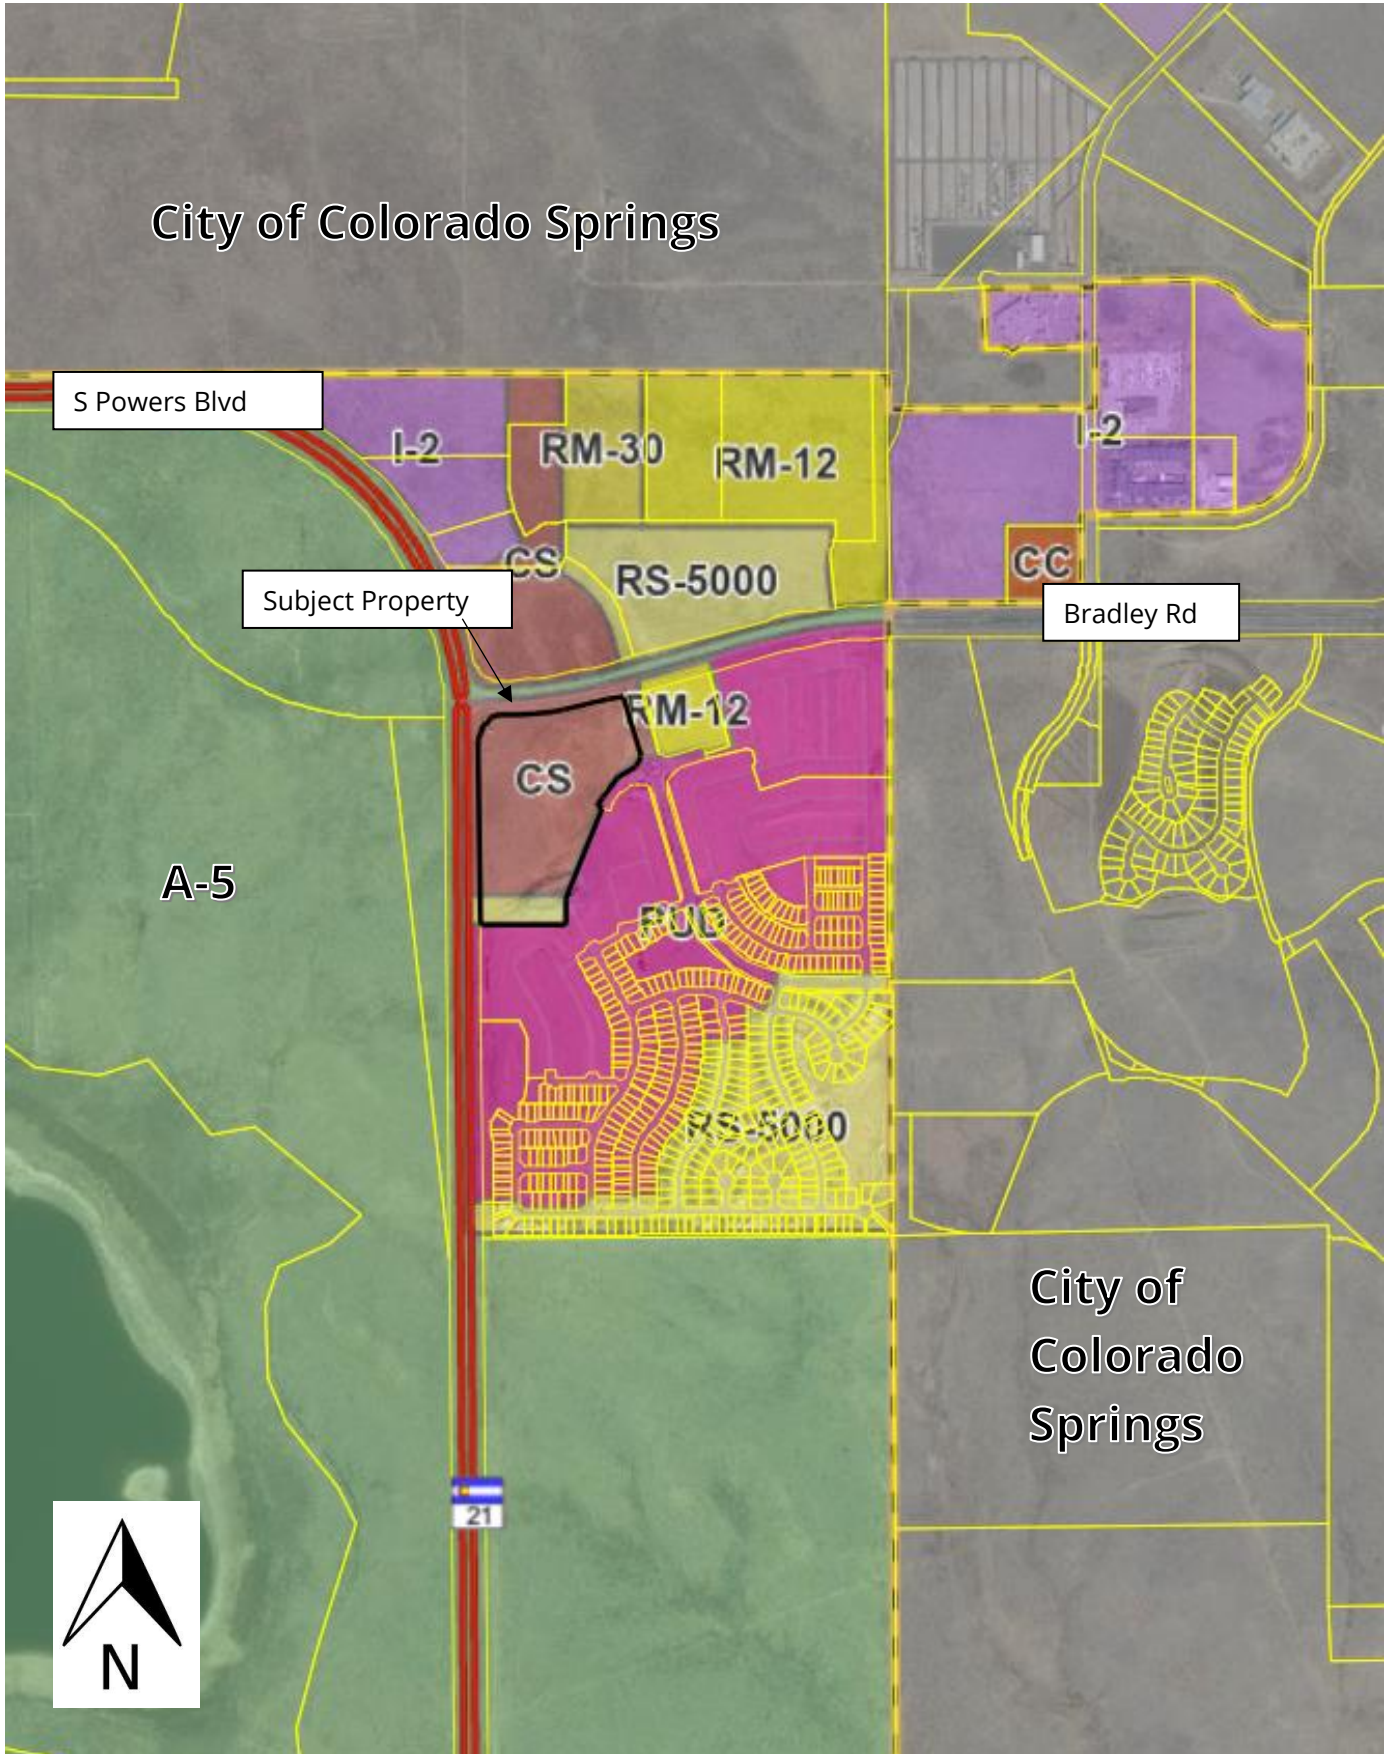 City of Colorado Springs
S Powers Blvd
I-2
RM-30
RM-12
I-2
CS
RS-5000
CC
Subject Property
Bradley Rd
RM-12
CS
A-5
PUD
RS-5000
City of
Colorado
Springs
21
N